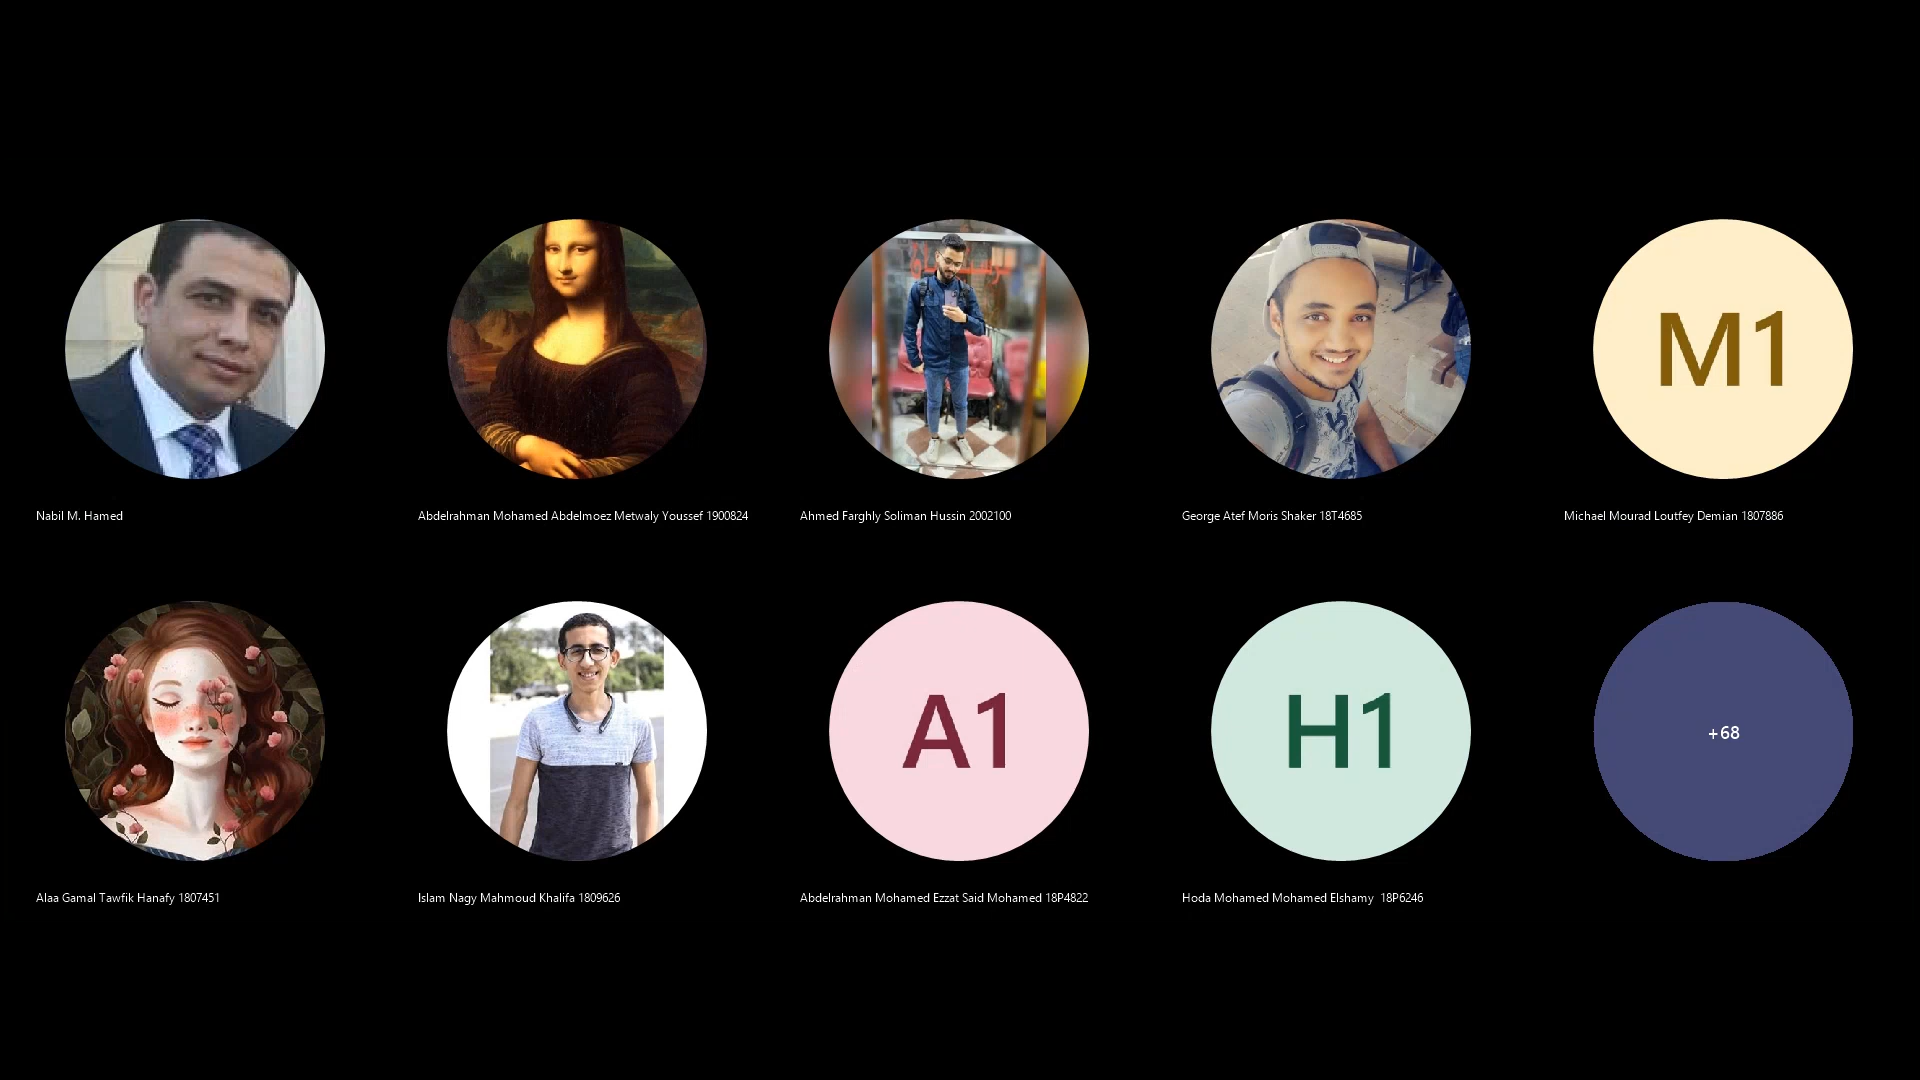 M1
Nabil M. Hamed
Abdelrahman Mohamed Abdelmoez Metwaly Youssef 1900824
Ahmed Farghly Soliman Hussin 2002100
George Atef Moris Shaker 18T4685
Michael Mourad Loutfey Demian 1807886
A1
H1
+68
Alaa Gamal Tawfik Hanafy 1807451
Islam Nagy Mahmoud Khalifa 1809626
Abdelrahman Mohamed Ezzat Said Mohamed 18P4822
Hoda Mohamed Mohamed Elshamy  18P6246